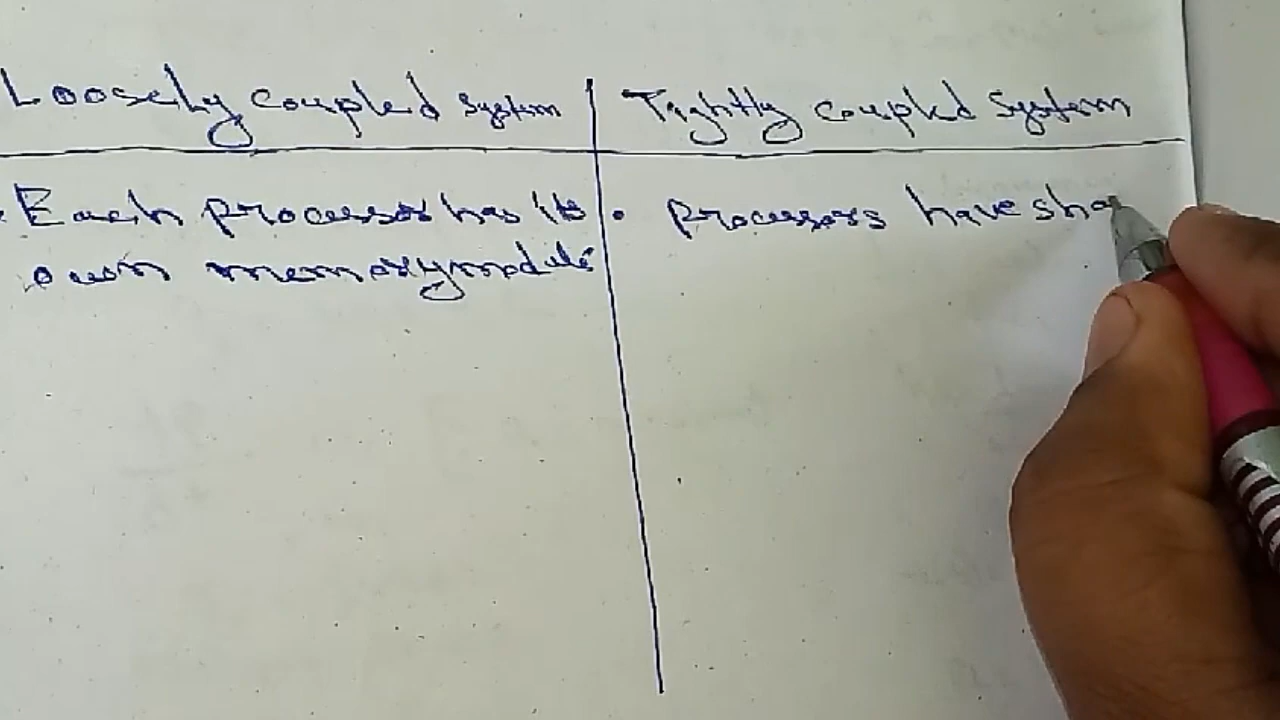 Loosely coupled system
Tightly coupled system
• Each processor has its
own memory module
• processors have sha